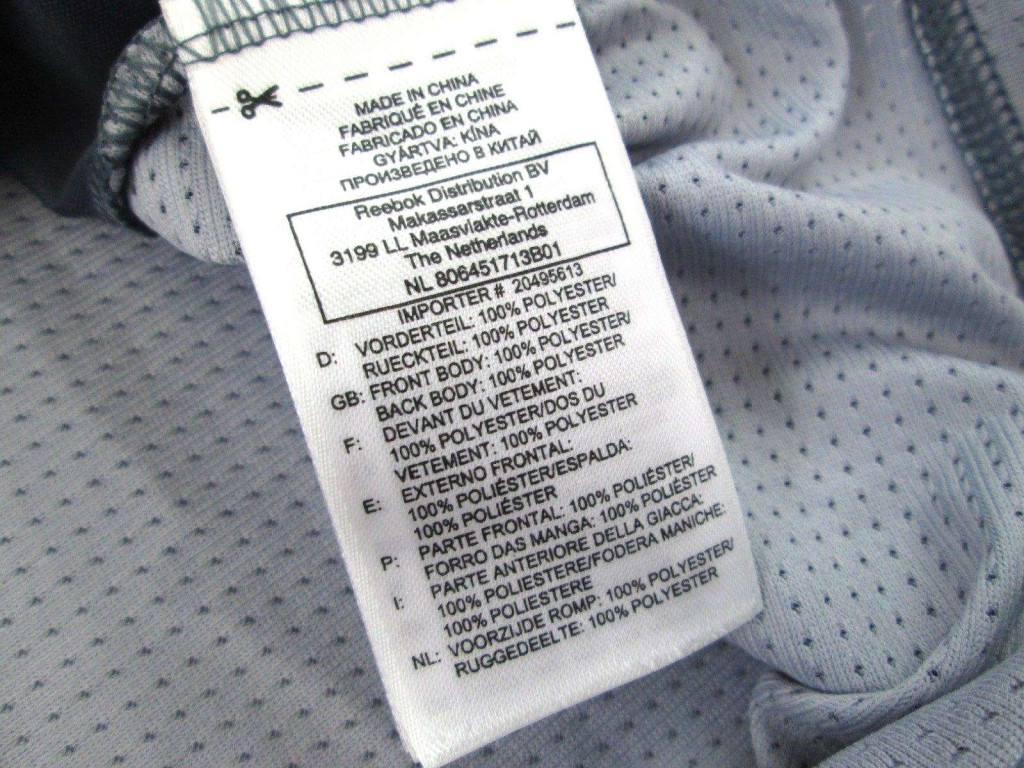 MADE IN CHINA
FABRIQUÉ EN CHINE
FABRICADO EN CHINA
GYÁRTVA: KÍNA
ПРОИЗВЕДЕНО В КИТАЙ
Reebok Distribution BV
Makassarstraat 1
3199 LL Maasvlakte-Rotterdam
The Netherlands
NL 806451713B01
IMPORTER # 20495613
D: VORDERTEIL: 100% POLYESTER/
RUECKTEIL: 100% POLYESTER
GB: FRONT BODY: 100% POLYESTER/
BACK BODY: 100% POLYESTER
F: DEVANT DU VETEMENT:
100% POLYESTER/DOS DU
VETEMENT: 100% POLYESTER
E: EXTERNO FRONTAL:
100% POLIÉSTER/ESPALDA:
100% POLIÉSTER
P: PARTE FRONTAL: 100% POLIÉSTER/
FORRO DAS MANGA: 100% POLIÉSTER
I: PARTE ANTERIORE DELLA GIACCA:
100% POLIESTERE/FODERA MANICHE:
100% POLIESTERE
NL: VOORZIJDE ROMP: 100% POLYESTER/
RUGGEDEELTE: 100% POLYESTER